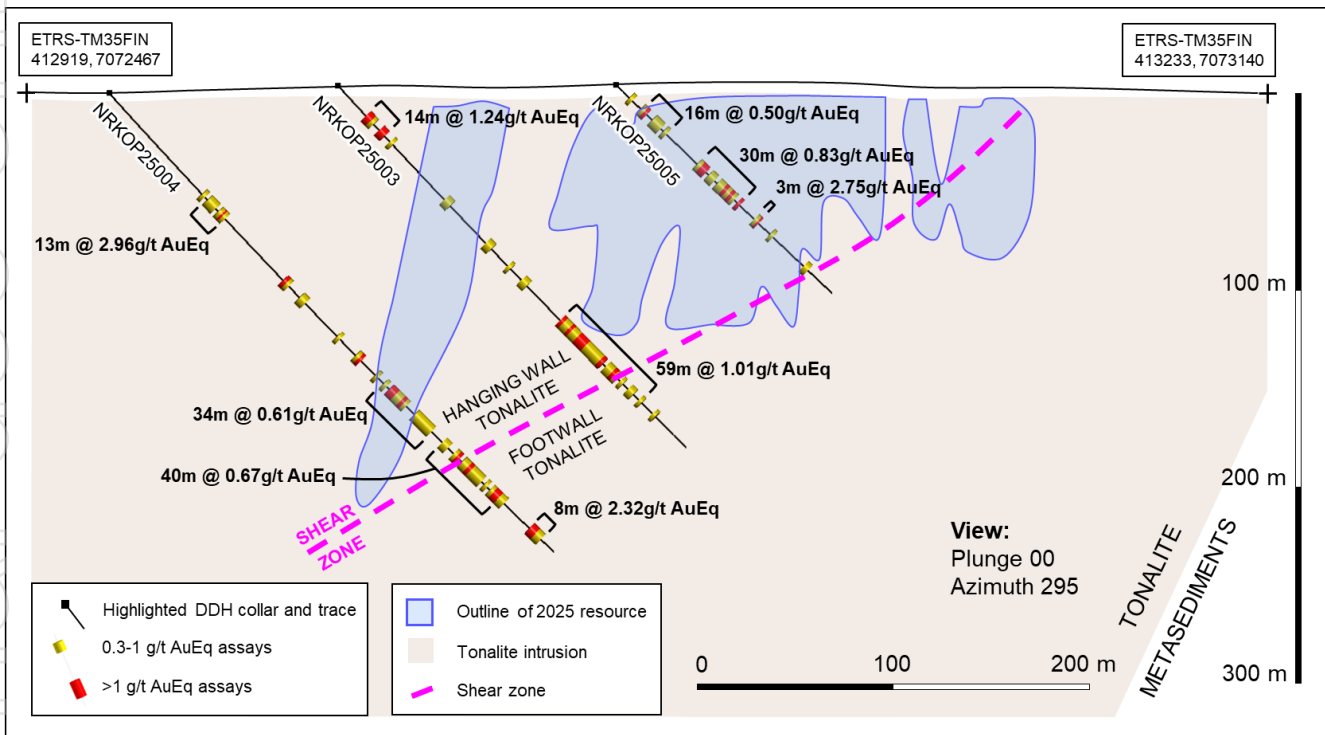 ETRS-TM35FIN
412919, 7072467
ETRS-TM35FIN
413233, 7073140
NRKOP25004
NRKOP25003
NRKOP25005
14m @ 1.24g/t AuEq
16m @ 0.50g/t AuEq
30m @ 0.83g/t AuEq
3m @ 2.75g/t AuEq
13m @ 2.96g/t AuEq
100 m
59m @ 1.01g/t AuEq
HANGING WALL
TONALITE
34m @ 0.61g/t AuEq
FOOTWALL
TONALITE
40m @ 0.67g/t AuEq
200 m
8m @ 2.32g/t AuEq
SHEAR
ZONE
View:
Plunge 00
Azimuth 295
TONALITE
METASEDIMENTS
Highlighted DDH collar and trace
0.3-1 g/t AuEq assays
>1 g/t AuEq assays
Outline of 2025 resource
Tonalite intrusion
Shear zone
0 100 200 m
300 m